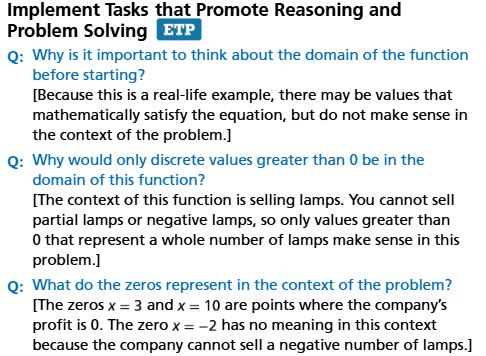 Implement Tasks that Promote Reasoning and
Problem Solving ETP
Q: Why is it important to think about the domain of the function
before starting?
[Because this is a real-life example, there may be values that
mathematically satisfy the equation, but do not make sense in
the context of the problem.]
Q: Why would only discrete values greater than 0 be in the
domain of this function?
[The context of this function is selling lamps. You cannot sell
partial lamps or negative lamps, so only values greater than
0 that represent a whole number of lamps make sense in this
problem.]
Q: What do the zeros represent in the context of the problem?
[The zeros x = 3 and x = 10 are points where the company's
profit is 0. The zero x = −2 has no meaning in this context
because the company cannot sell a negative number of lamps.]